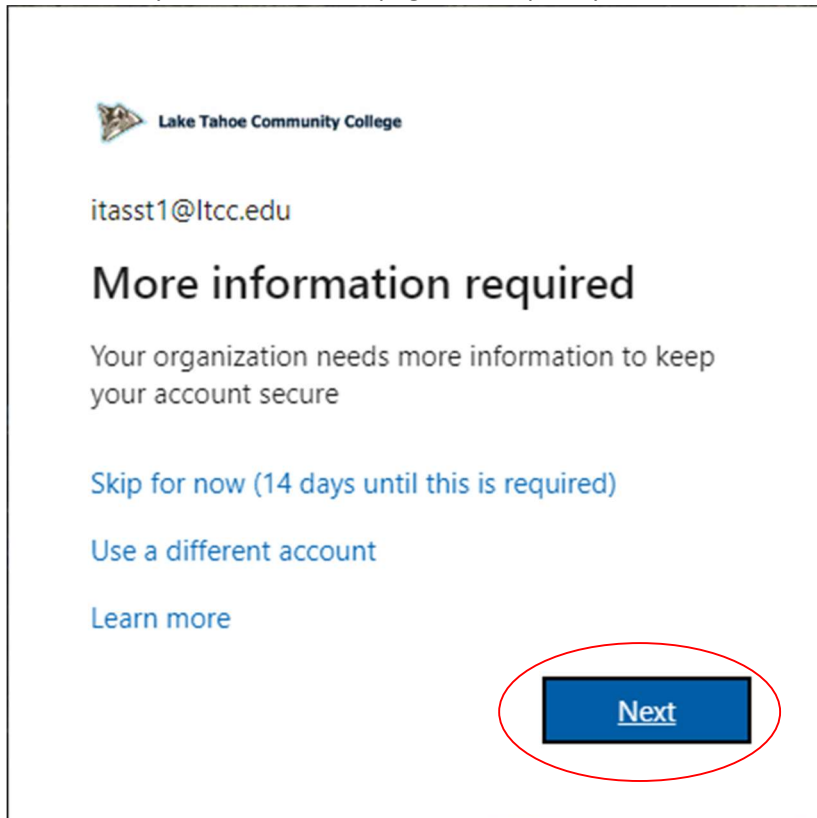 Lake Tahoe Community College
itasst1@ltcc.edu
More information required
Your organization needs more information to keep
your account secure
Skip for now (14 days until this is required)
Use a different account
Learn more
Next